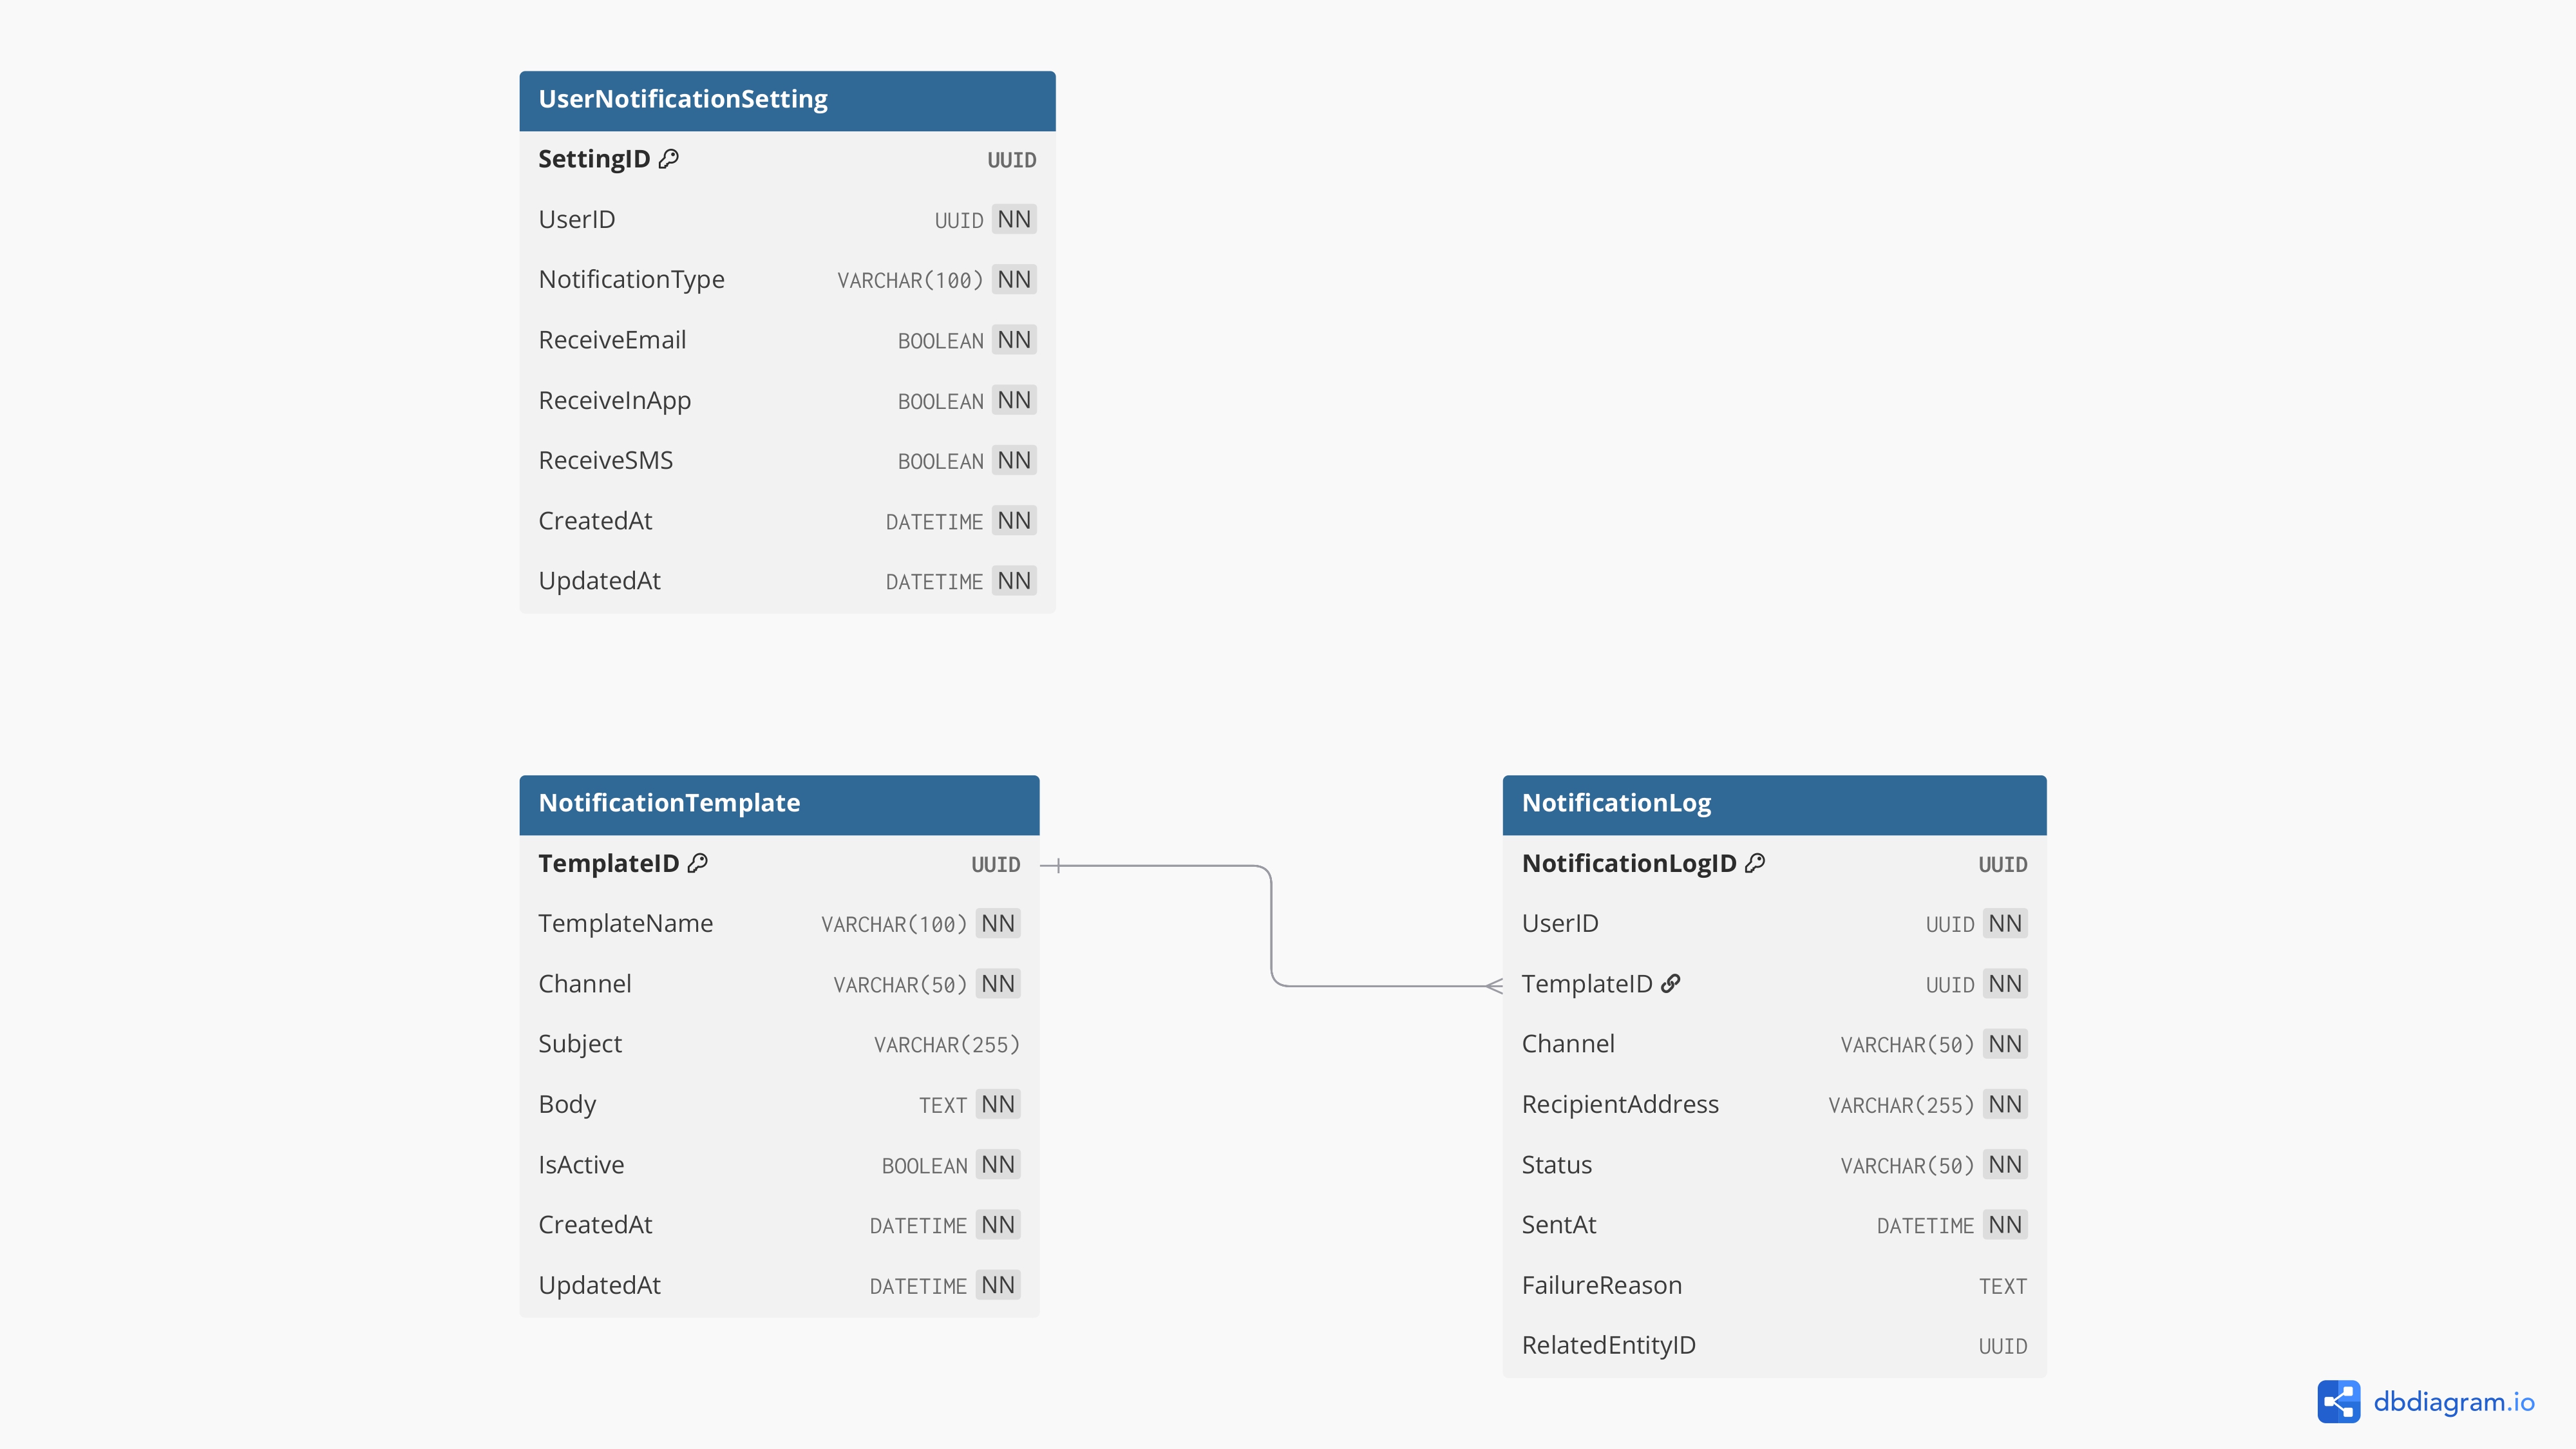 UserNotificationSetting
SettingID UUID
UserID UUID NN
NotificationType VARCHAR(100) NN
ReceiveEmail BOOLEAN NN
ReceiveInApp BOOLEAN NN
ReceiveSMS BOOLEAN NN
CreatedAt DATETIME NN
UpdatedAt DATETIME NN
NotificationTemplate
TemplateID UUID
TemplateName VARCHAR(100) NN
Channel VARCHAR(50) NN
Subject VARCHAR(255)
Body TEXT NN
IsActive BOOLEAN NN
CreatedAt DATETIME NN
UpdatedAt DATETIME NN
NotificationLog
NotificationLogID UUID
UserID UUID NN
TemplateID UUID NN
Channel VARCHAR(50) NN
RecipientAddress VARCHAR(255) NN
Status VARCHAR(50) NN
SentAt DATETIME NN
FailureReason TEXT
RelatedEntityID UUID
dbdiagram.io